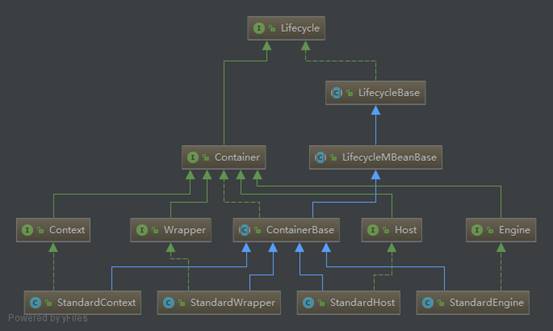 Lifecycle
LifecycleBase
Container
LifecycleMBeanBase
Context
Wrapper
ContainerBase
Host
Engine
StandardContext
StandardWrapper
StandardHost
StandardEngine
Powered by yFiles